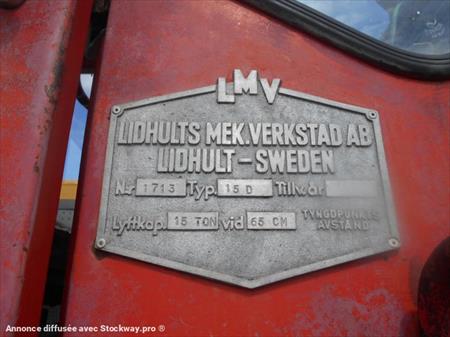 LMV
LIDHULTS MEK. VERKSTAD AB
LIDHULT-SWEDEN
Nr 1713 Typ. 15 D Tillv. år
Lyftkap. 15 TON vid 65 CM TYNGDPUNKTS
AVSTÅND
Annonce diffusée avec Stockway.pro ®